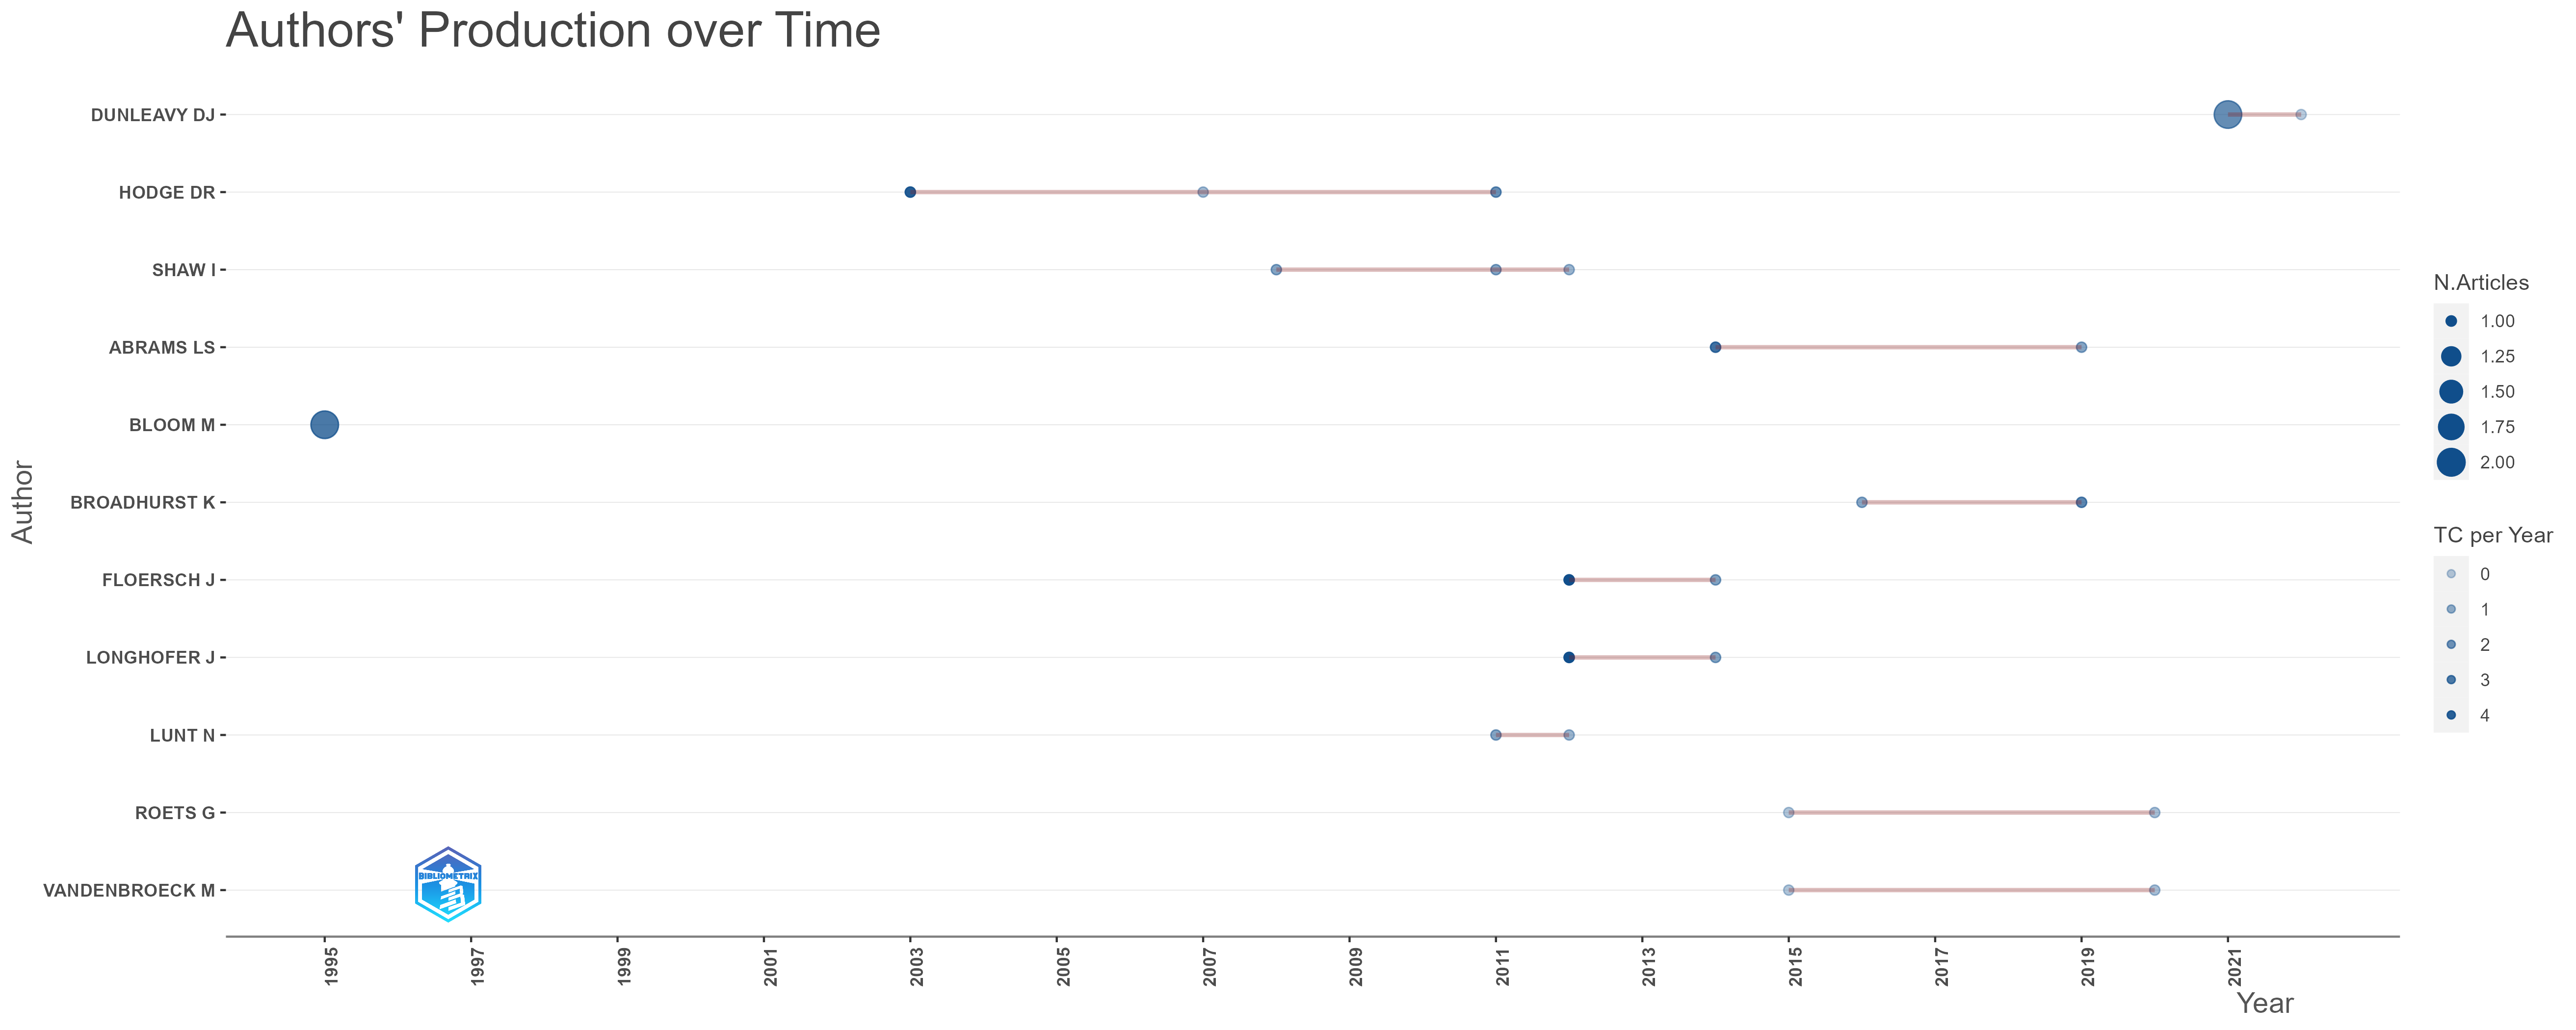 Authors' Production over Time
Author
DUNLEAVY DJ
HODGE DR
SHAW I
ABRAMS LS
BLOOM M
BROADHURST K
FLOERSCH J
LONGHOFER J
LUNT N
ROETS G
VANDENBROECK M
BIBLIOMETRIX
1995
1997
1999
2001
2003
2005
2007
2009
2011
2013
2015
2017
2019
2021
Year
N.Articles
1.00
1.25
1.50
1.75
2.00
TC per Year
0
1
2
3
4